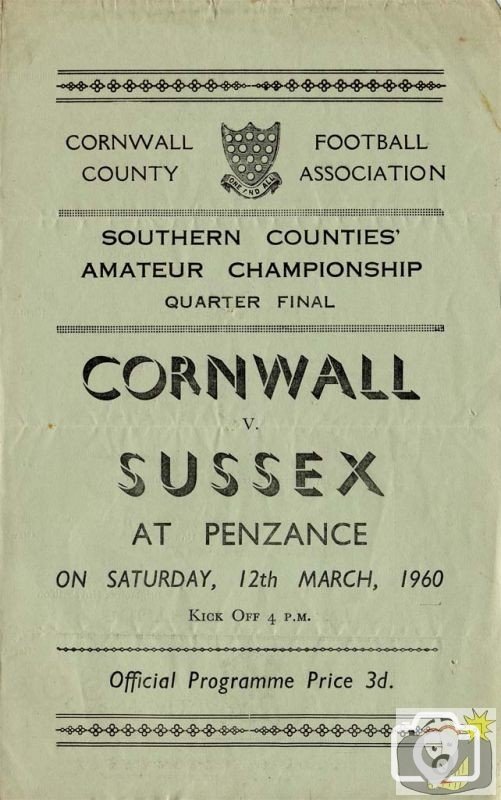 CORNWALL FOOTBALL
COUNTY ASSOCIATION
ONE AND ALL
SOUTHERN COUNTIES'
AMATEUR CHAMPIONSHIP
QUARTER FINAL
CORNWALL
V.
SUSSEX
AT PENZANCE
ON SATURDAY, 12th MARCH, 1960
KICK OFF 4 P.M.
Official Programme Price 3d.